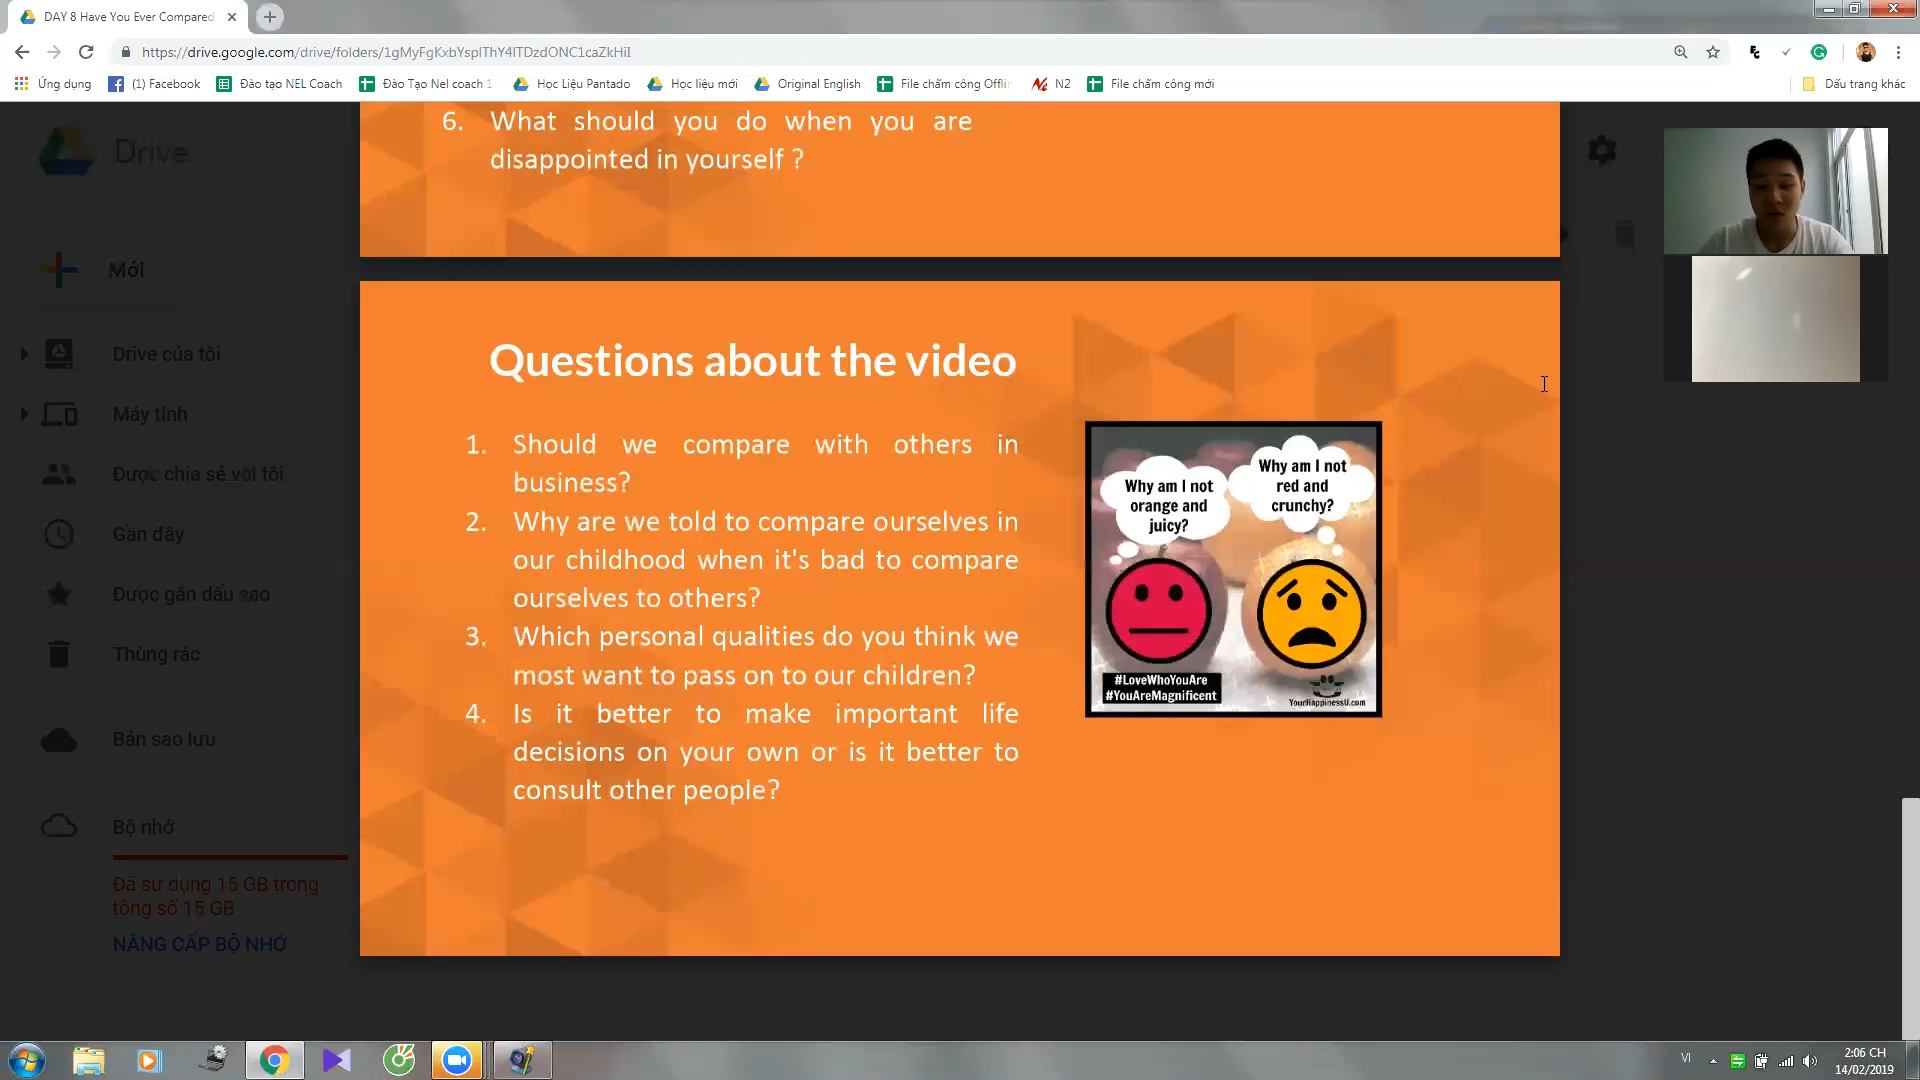 DAY 8 Have You Ever Compared
https://drive.google.com/drive/folders/1gMyFgKxbYsplThY4lTDzdONC1caZkHiI
Ứng dụng
(1) Facebook
Đào tạo NEL Coach
Đào Tạo Nel coach 1
Học Liệu Pantado
Học liệu mới
Original English
File chấm công Offlin
N2
File chấm công mới
Dấu trang khác
Drive
Mới
Drive của tôi
Máy tính
Được chia sẻ với tôi
Gần đây
Được gắn dấu sao
Thùng rác
Bản sao lưu
Bộ nhớ
Đã sử dụng 15 GB trong
tổng số 15 GB
NÂNG CẤP BỘ NHỚ
6. What should you do when you are
disappointed in yourself ?
Questions about the video
1. Should we compare with others in
business?
2. Why are we told to compare ourselves in
our childhood when it's bad to compare
ourselves to others?
3. Which personal qualities do you think we
most want to pass on to our children?
4. Is it better to make important life
decisions on your own or is it better to
consult other people?
Why am I not
orange and
juicy?
Why am I not
red and
crunchy?
#LoveWhoYouAre
#YouAreMagnificent
YourHappinessU.com
VI
2:06 CH
14/02/2019